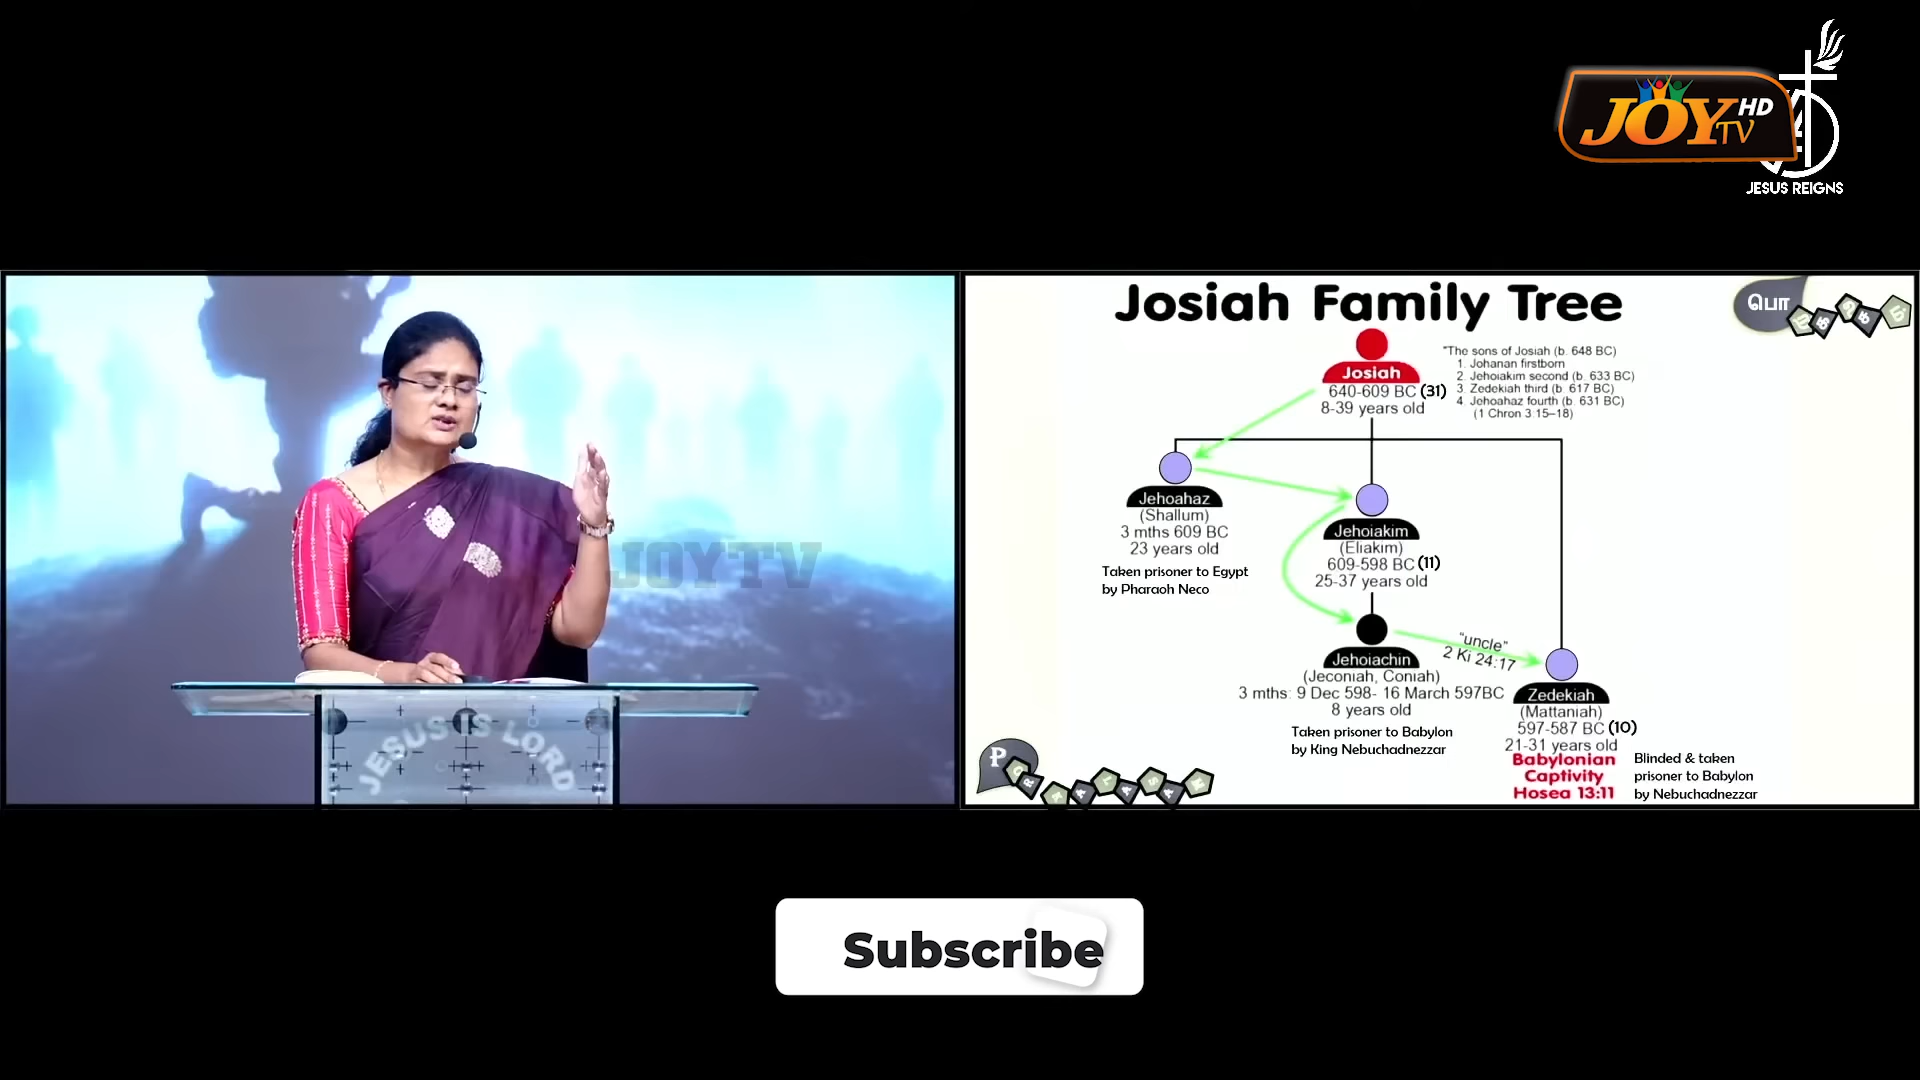 JOY TV HD
JESUS REIGNS
Josiah Family Tree
பொ
ற்
க
ள
ம்
Josiah
640-609 BC (31)
8-39 years old
"The sons of Josiah (b. 648 BC)
1. Johanan firstborn
2. Jehoiakim second (b. 633 BC)
3. Zedekiah third (b. 617 BC)
4. Jehoahaz fourth (b. 631 BC)
(1 Chron 3:15–18)
Jehoahaz
(Shallum)
3 mths 609 BC
23 years old
Taken prisoner to Egypt
by Pharaoh Neco
Jehoiakim
(Eliakim)
609-598 BC (11)
25-37 years old
"uncle"
2 Ki 24:17
Jehoiachin
(Jeconiah, Coniah)
3 mths: 9 Dec 598- 16 March 597BC
8 years old
Taken prisoner to Babylon
by King Nebuchadnezzar
Zedekiah
(Mattaniah)
597-587 BC (10)
21-31 years old
Babylonian
Captivity
Hosea 13:11
Blinded & taken
prisoner to Babylon
by Nebuchadnezzar
PORKALASAM
JOYTV
JESUS IS LORD
Subscribe